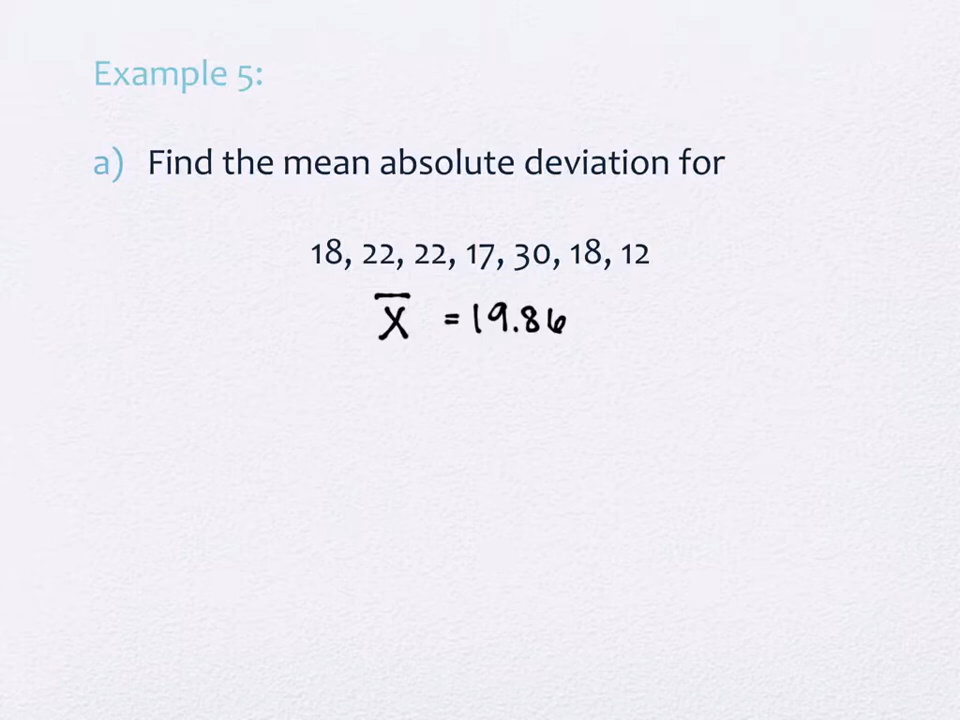 Example 5:
a) Find the mean absolute deviation for
18, 22, 22, 17, 30, 18, 12
x̅ = 19.86